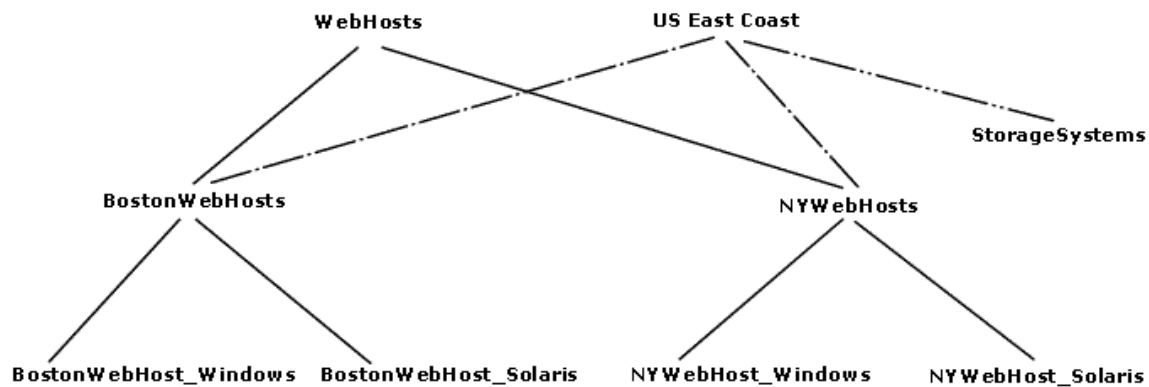 WebHosts
US East Coast
StorageSystems
BostonWebHosts
NYWebHosts
BostonWebHost_Windows
BostonWebHost_Solaris
NYWebHost_Windows
NYWebHost_Solaris